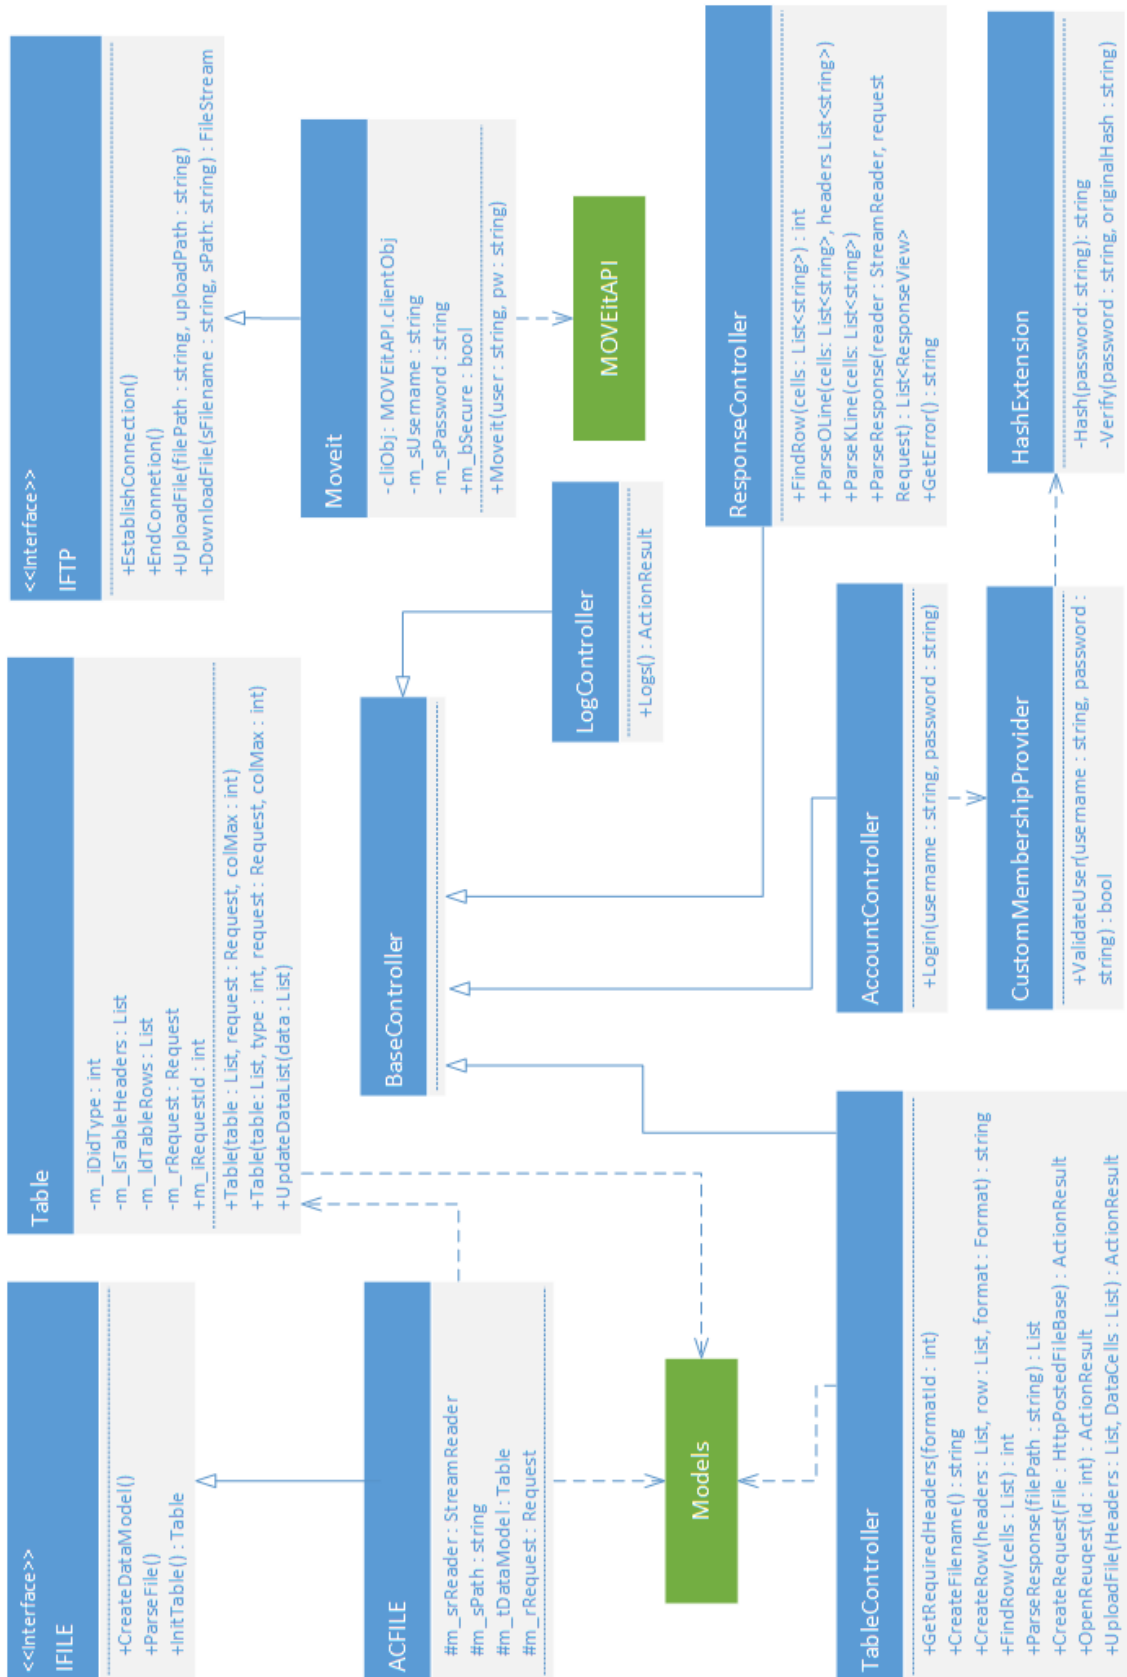 <<Interface>>
IFILE
+CreateDataModel()
+ParseFile()
+InitTable() : Table
Table
-m_iDidType : int
-m_lsTableHeaders : List
-m_ldTableRows : List
-m_rRequest : Request
+m_iRequestId : int
+Table(table : List, request : Request, colMax : int)
+Table(table: List, type : int, request : Request, colMax : int)
+UpdateDataList(data : List)
<<Interface>>
IFTP
+EstablishConnection()
+EndConnetion()
+UploadFile(filePath : string, uploadPath : string)
+DownloadFile(sFilename : string, sPath: string) : FileStream
ACFILE
#m_srReader : StreamReader
#m_sPath : string
#m_tDataModel : Table
#m_rRequest : Request
BaseController
Moveit
-cliObj : MOVEitAPI.clientObj
-m_sUsername : string
-m_sPassword : string
+m_bSecure : bool
+Moveit(user : string, pw : string)
LogController
+Logs() : ActionResult
MOVEitAPI
Models
ResponseController
+FindRow(cells : List<string>) : int
+ParseOLine(cells: List<string>, headers List<string>)
+ParseKLine(cells: List<string>)
+ParseResponse(reader : StreamReader, request
Request) : List<ResponseView>
+GetError() : string
TableController
+GetRequiredHeaders(formatId : int)
+CreateFilename() : string
+CreateRow(headers : List, row : List, format : Format) : string
+FindRow(cells : List) : int
+ParseResponse(filePath : string) : List
+CreateRequest(File : HttpPostedFileBase) : ActionResult
+OpenReuqest(id : int) : ActionResult
+UploadFile(Headers : List, DataCells : List) : ActionResult
AccountController
+Login(username : string, password : string)
CustomMembershipProvider
+ValidateUser(username : string, password :
string) : bool
HashExtension
-Hash(password: string): string
-Verify(password : string, originalHash : string)